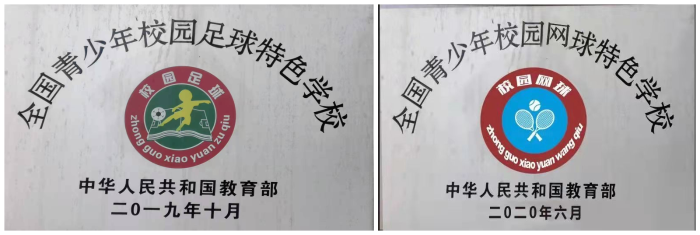 全国青少年校园足球特色学校
校园足球
zhong guo xiao yuan zu qiu
中华人民共和国教育部
二0一九年十月
全国青少年校园网球特色学校
校园网球
zhong guo xiao yuan wang qiu
中华人民共和国教育部
二0二0年六月